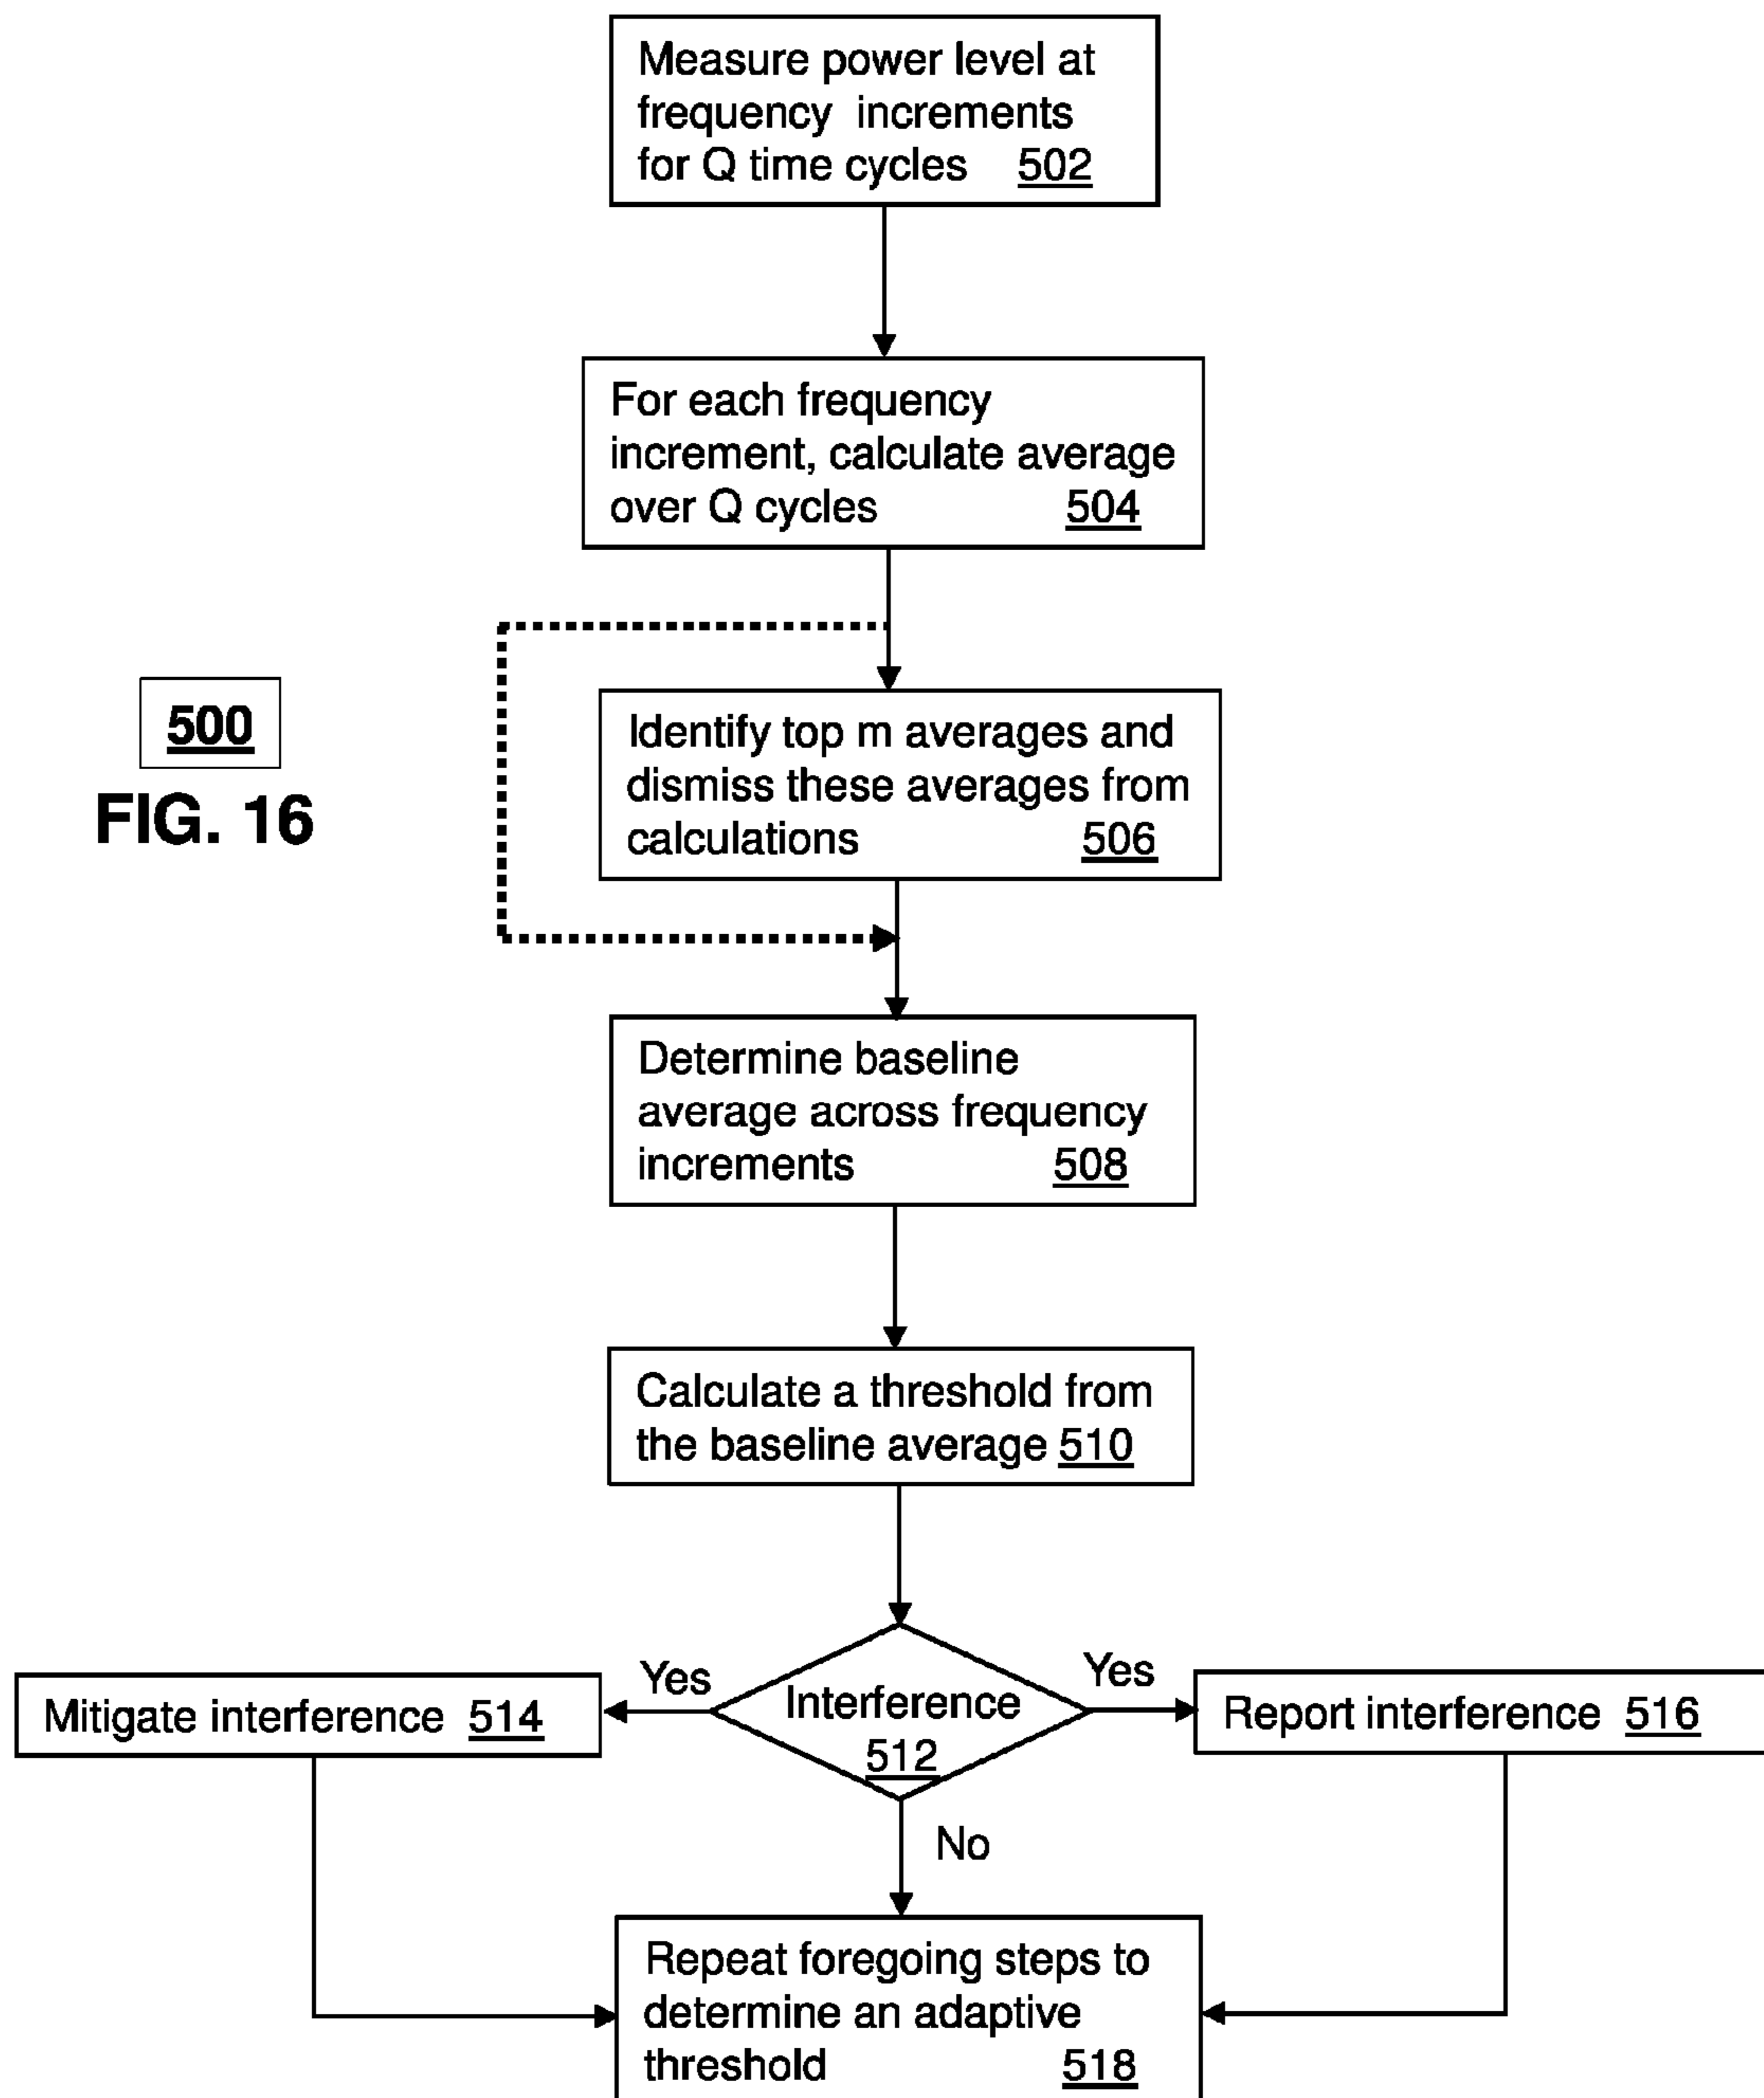 Measure power level at
frequency increments
for Q time cycles 502
For each frequency
increment, calculate average
over Q cycles 504
500
FIG. 16
Identify top m averages and
dismiss these averages from
calculations 506
Determine baseline
average across frequency
increments 508
Calculate a threshold from
the baseline average 510
Yes
Yes
Mitigate interference 514
Interference
512
Report interference 516
No
Repeat foregoing steps to
determine an adaptive
threshold 518